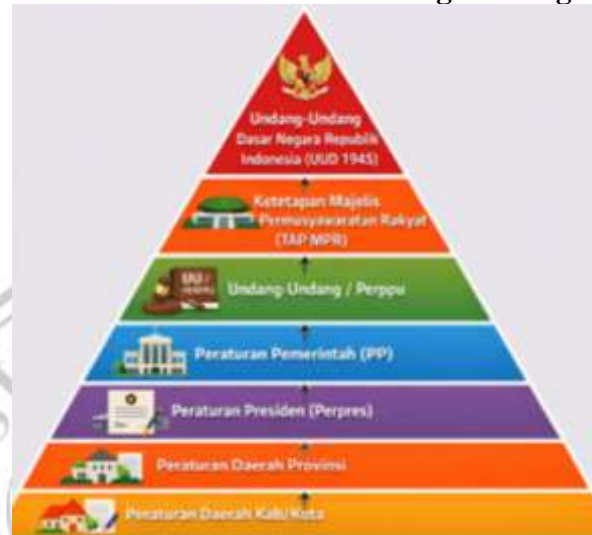 Undang-Undang
Dasar Negara Republik
Indonesia (UUD 1945)
Ketetapan Majelis
Permusyawaratan Rakyat
(TAP MPR)
UU /
Undang-Undang / Perppu
Peraturan Pemerintah (PP)
Peraturan Presiden (Perpres)
Peraturan Daerah Provinsi
Peraturan Daerah Kab/Kota